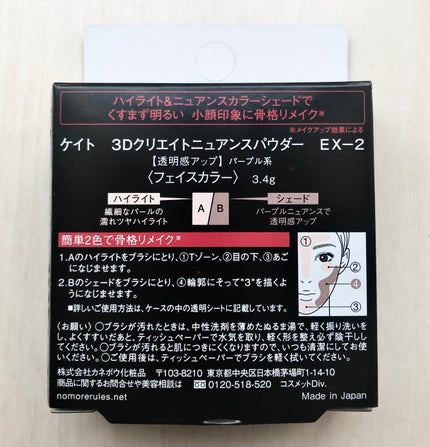 ハイライト&ニュアンスカラーシェードで
くすまず明るい 小顔印象に骨格リメイク※
※メイクアップ効果による
ケイト 3Dクリエイトニュアンスパウダー EX-2
【透明感アップ】パープル系
〈フェイスカラー〉 3.4g
ハイライト
繊細なパールの
濡れツヤハイライト
A B
シェード
パープルニュアンスで
透明感アップ
簡単2色で骨格リメイク※
1.Aのハイライトをブラシにとり、①Tゾーン、②目の下、③あご
になじませます。
2.Bのシェードをブラシにとり、④輪郭にそって"3"を描くよ
うになじませます。
■詳しいご使用方法は、ケースの中の透明シートに記載しています。
①
②
④
③
〈お願い〉○ブラシが汚れたときは、中性洗剤を薄めたぬるま湯で、軽く振り洗いを
し、よくすすいだあと、ティッシュペーパーで水気を取り、軽く形を整え必ず陰干しし
てください。○ブラシが汚れると肌につきにくくなりますので、いつも清潔にしてお使
いください。○ご使用後は、ティッシュペーパーでブラシを軽く拭いてください。
株式会社カネボウ化粧品 〒103-8210 東京都中央区日本橋茅場町1-14-10
商品に関するお問合せや美容相談は 0120-518-520 コスメットDiv.
nomorerules.net Made in Japan